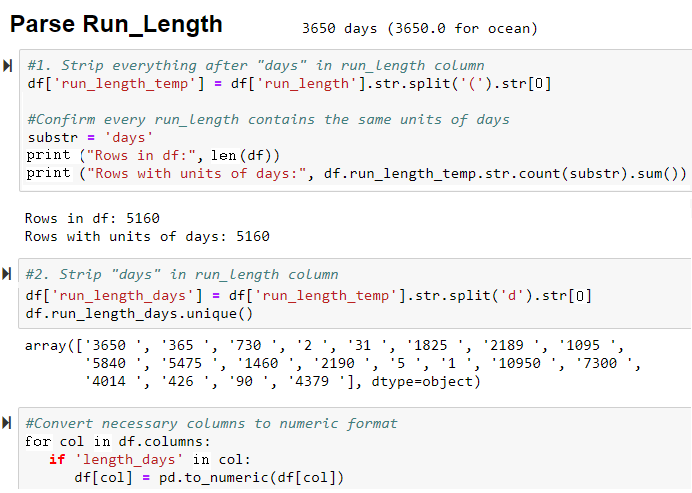 Parse Run_Length
3650 days (3650.0 for ocean)
#1. Strip everything after "days" in run_length column
df['run_length_temp'] = df['run_length'].str.split('(').str[0]
#Confirm every run_length contains the same units of days
substr = 'days'
print ("Rows in df:", len(df))
print ("Rows with units of days:", df.run_length_temp.str.count(substr).sum())
Rows in df: 5160
Rows with units of days: 5160
#2. Strip "days" in run_length column
df['run_length_days'] = df['run_length_temp'].str.split('d').str[0]
df.run_length_days.unique()
array(['3650 ', '365 ', '730 ', '2 ', '31 ', '1825 ', '2189 ', '1095 ',
'5840 ', '5475 ', '1460 ', '2190 ', '5 ', '1 ', '10950 ', '7300 ',
'4014 ', '426 ', '90 ', '4379 '], dtype=object)
#Convert necessary columns to numeric format
for col in df.columns:
if 'length_days' in col:
df[col] = pd.to_numeric(df[col])